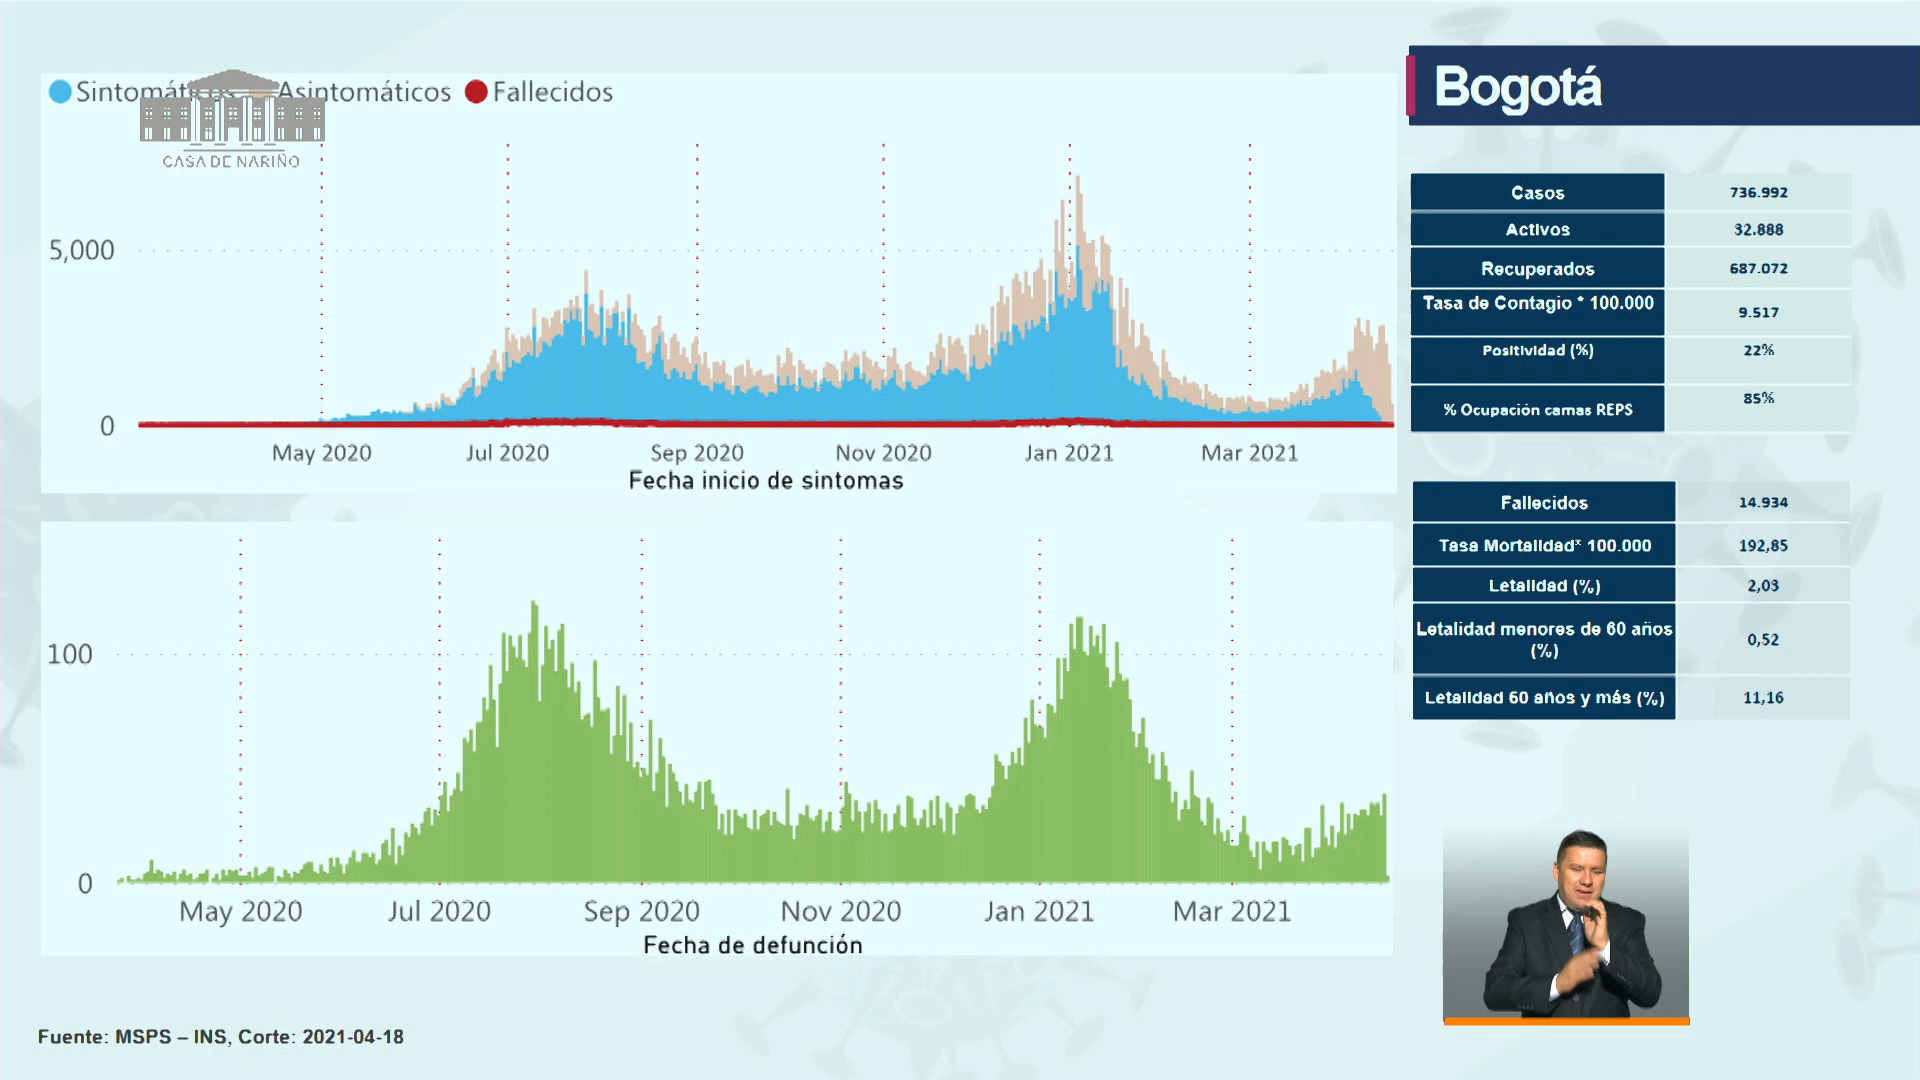 Sintomáticos Asintomáticos Fallecidos
CASA DE NARIÑO
5,000
0
May 2020 Jul 2020 Sep 2020 Nov 2020 Jan 2021 Mar 2021
Fecha inicio de sintomas
100
0
May 2020 Jul 2020 Sep 2020 Nov 2020 Jan 2021 Mar 2021
Fecha de defunción
Fuente: MSPS – INS, Corte: 2021-04-18
Bogotá
Casos 736.992
Activos 32.888
Recuperados 687.072
Tasa de Contagio * 100.000 9.517
Positividad (%) 22%
% Ocupación camas REPS 85%
Fallecidos 14.934
Tasa Mortalidad* 100.000 192,85
Letalidad (%) 2,03
Letalidad menores de 60 años
(%) 0,52
Letalidad 60 años y más (%) 11,16